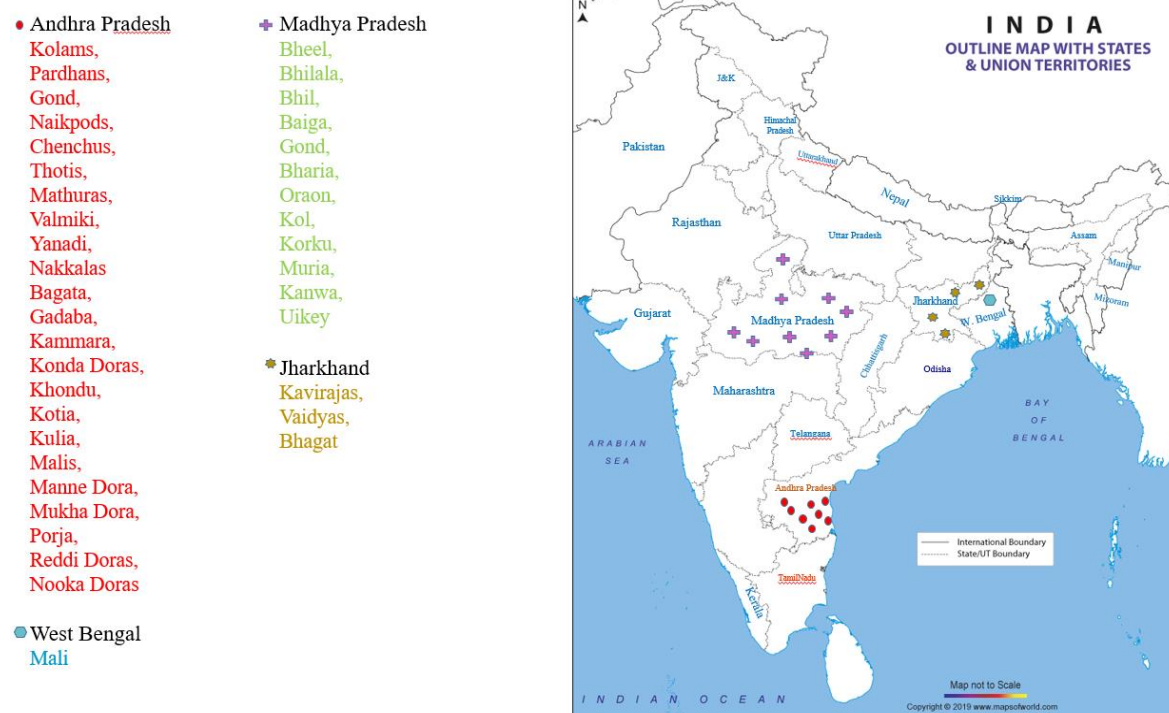 Andhra Pradesh
Kolams,
Pardhans,
Gond,
Naikpods,
Chenchus,
Thotis,
Mathuras,
Valmiki,
Yanadi,
Nakkalas
Bagata,
Gadaba,
Kammara,
Konda Doras,
Khondu,
Kotia,
Kulia,
Malis,
Manne Dora,
Mukha Dora,
Porja,
Reddi Doras,
Nooka Doras
West Bengal
Mali
Madhya Pradesh
Bheel,
Bhilala,
Bhil,
Baiga,
Gond,
Bharia,
Oraon,
Kol,
Korku,
Muria,
Kanwa,
Uikey
Jharkhand
Kavirajas,
Vaidyas,
Bhagat
N
INDIA
OUTLINE MAP WITH STATES
& UNION TERRITORIES
J&K
Himachal
Pradesh
Pakistan
Uttarakhand
Nepal
Sikkim
Rajasthan
Uttar Pradesh
Assam
Manipur
Mizoram
Gujarat
Madhya Pradesh
Jharkhand
W. Bengal
Chhattisgarh
Odisha
Maharashtra
BAY
OF
BENGAL
ARABIAN
SEA
Telangana
Andhra Pradesh
International Boundary
State/UT Boundary
TamilNadu
Kerala
Map not to Scale
INDIAN OCEAN
Copyright © 2019 www.mapsofworld.com